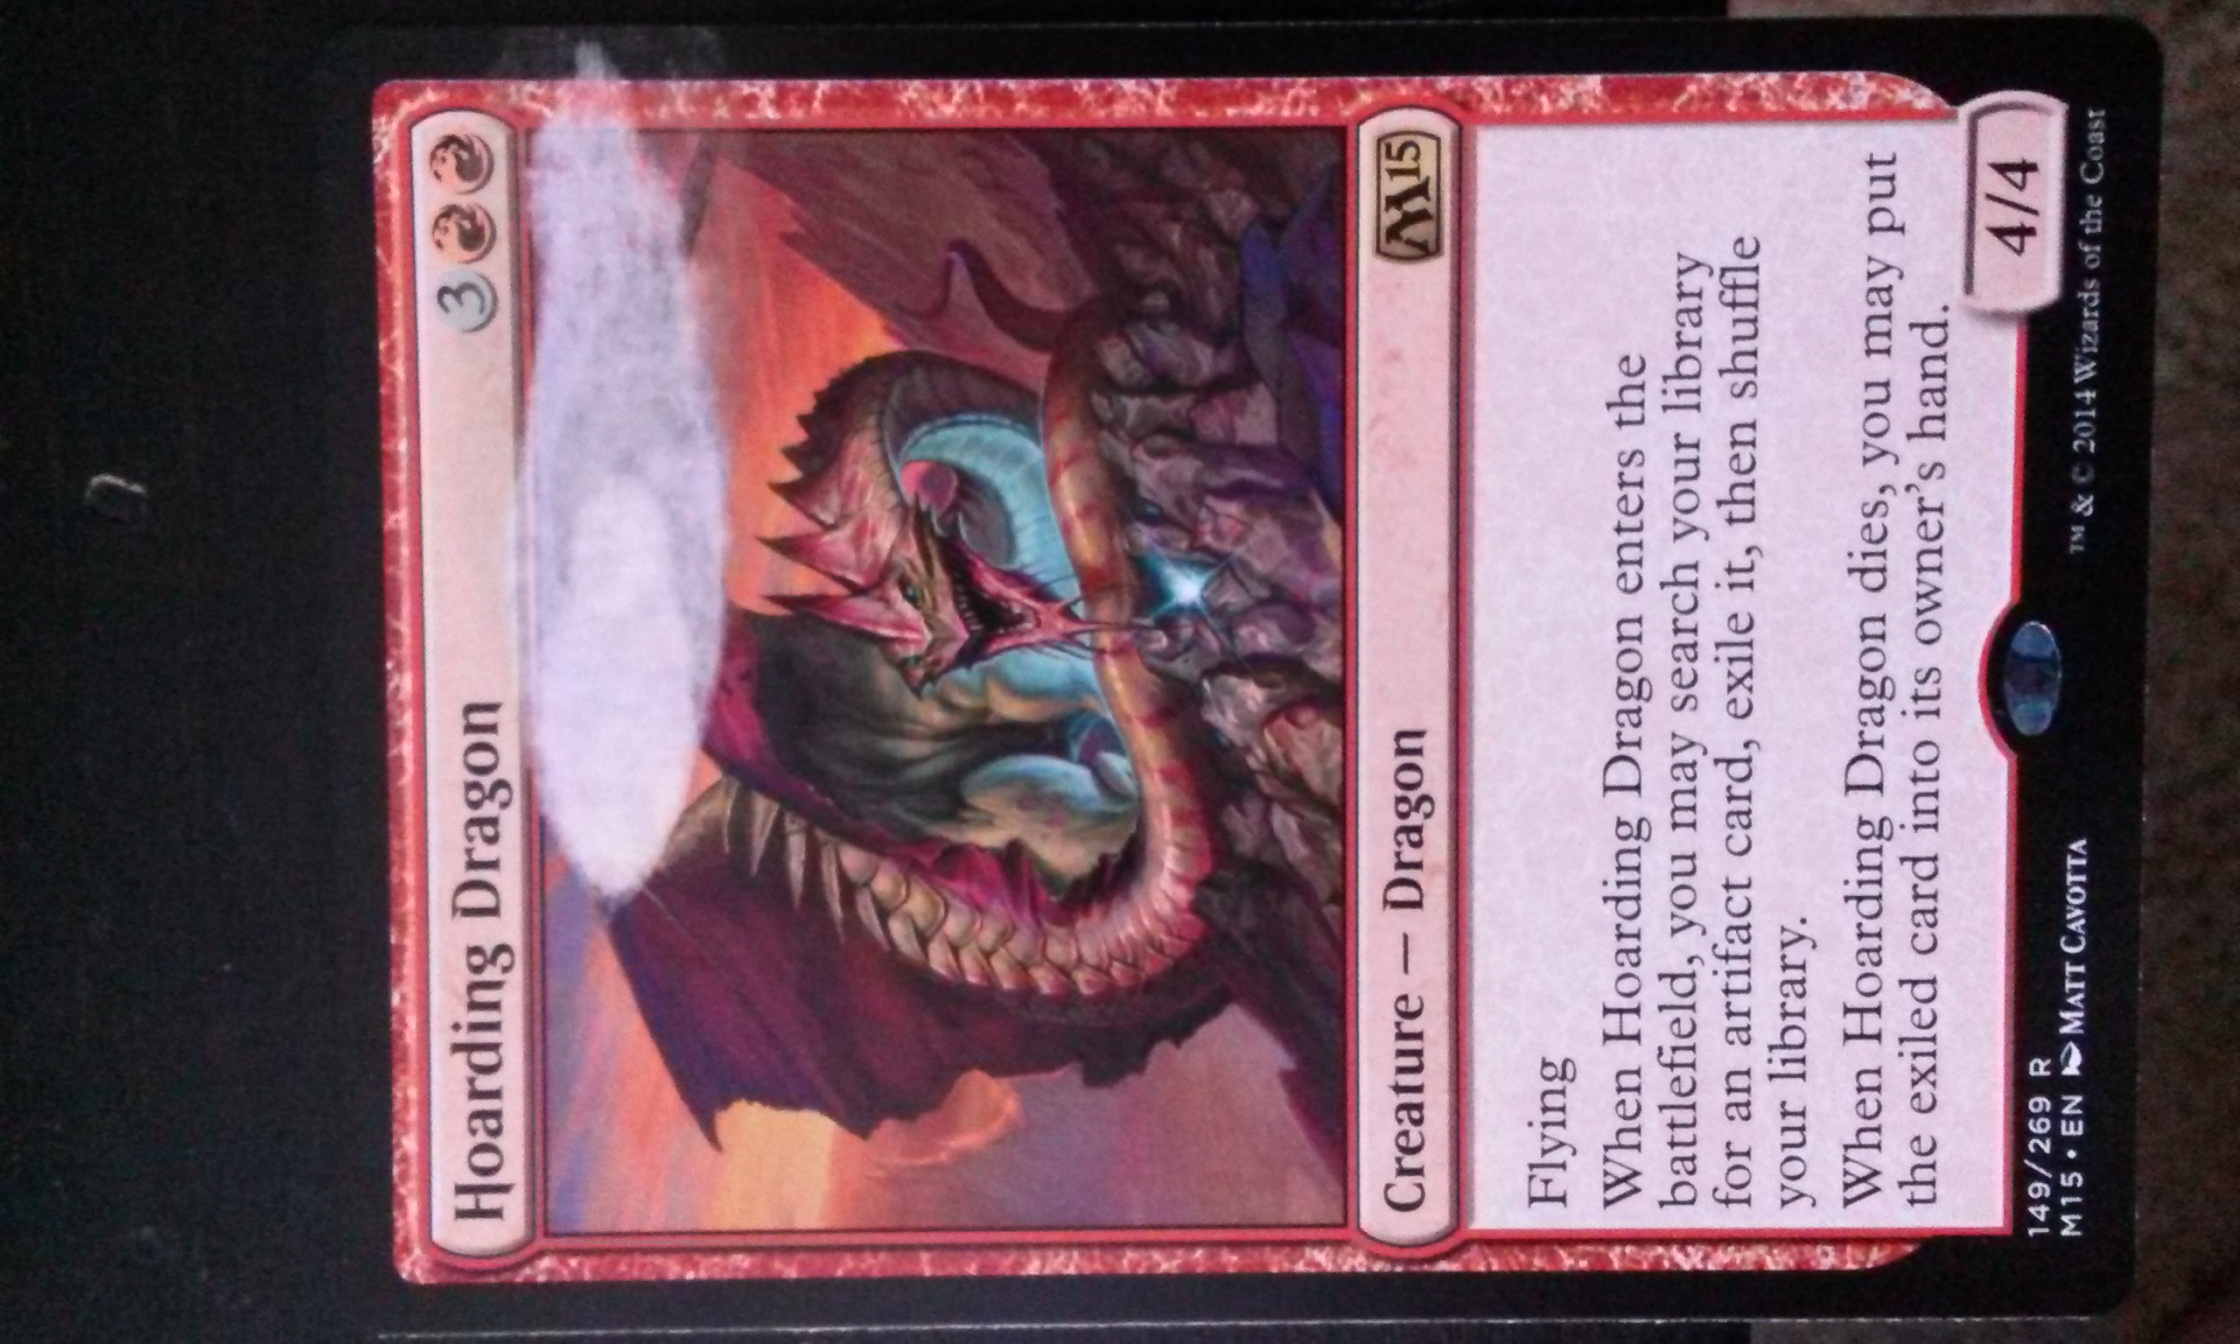 Hoarding Dragon 3
Creature — Dragon M15
Flying
When Hoarding Dragon enters the
battlefield, you may search your library
for an artifact card, exile it, then shuffle
your library.
When Hoarding Dragon dies, you may put
the exiled card into its owner's hand.
4/4
149/269 R
M15 • EN MATT CAVOTTA
™ & © 2014 Wizards of the Coast